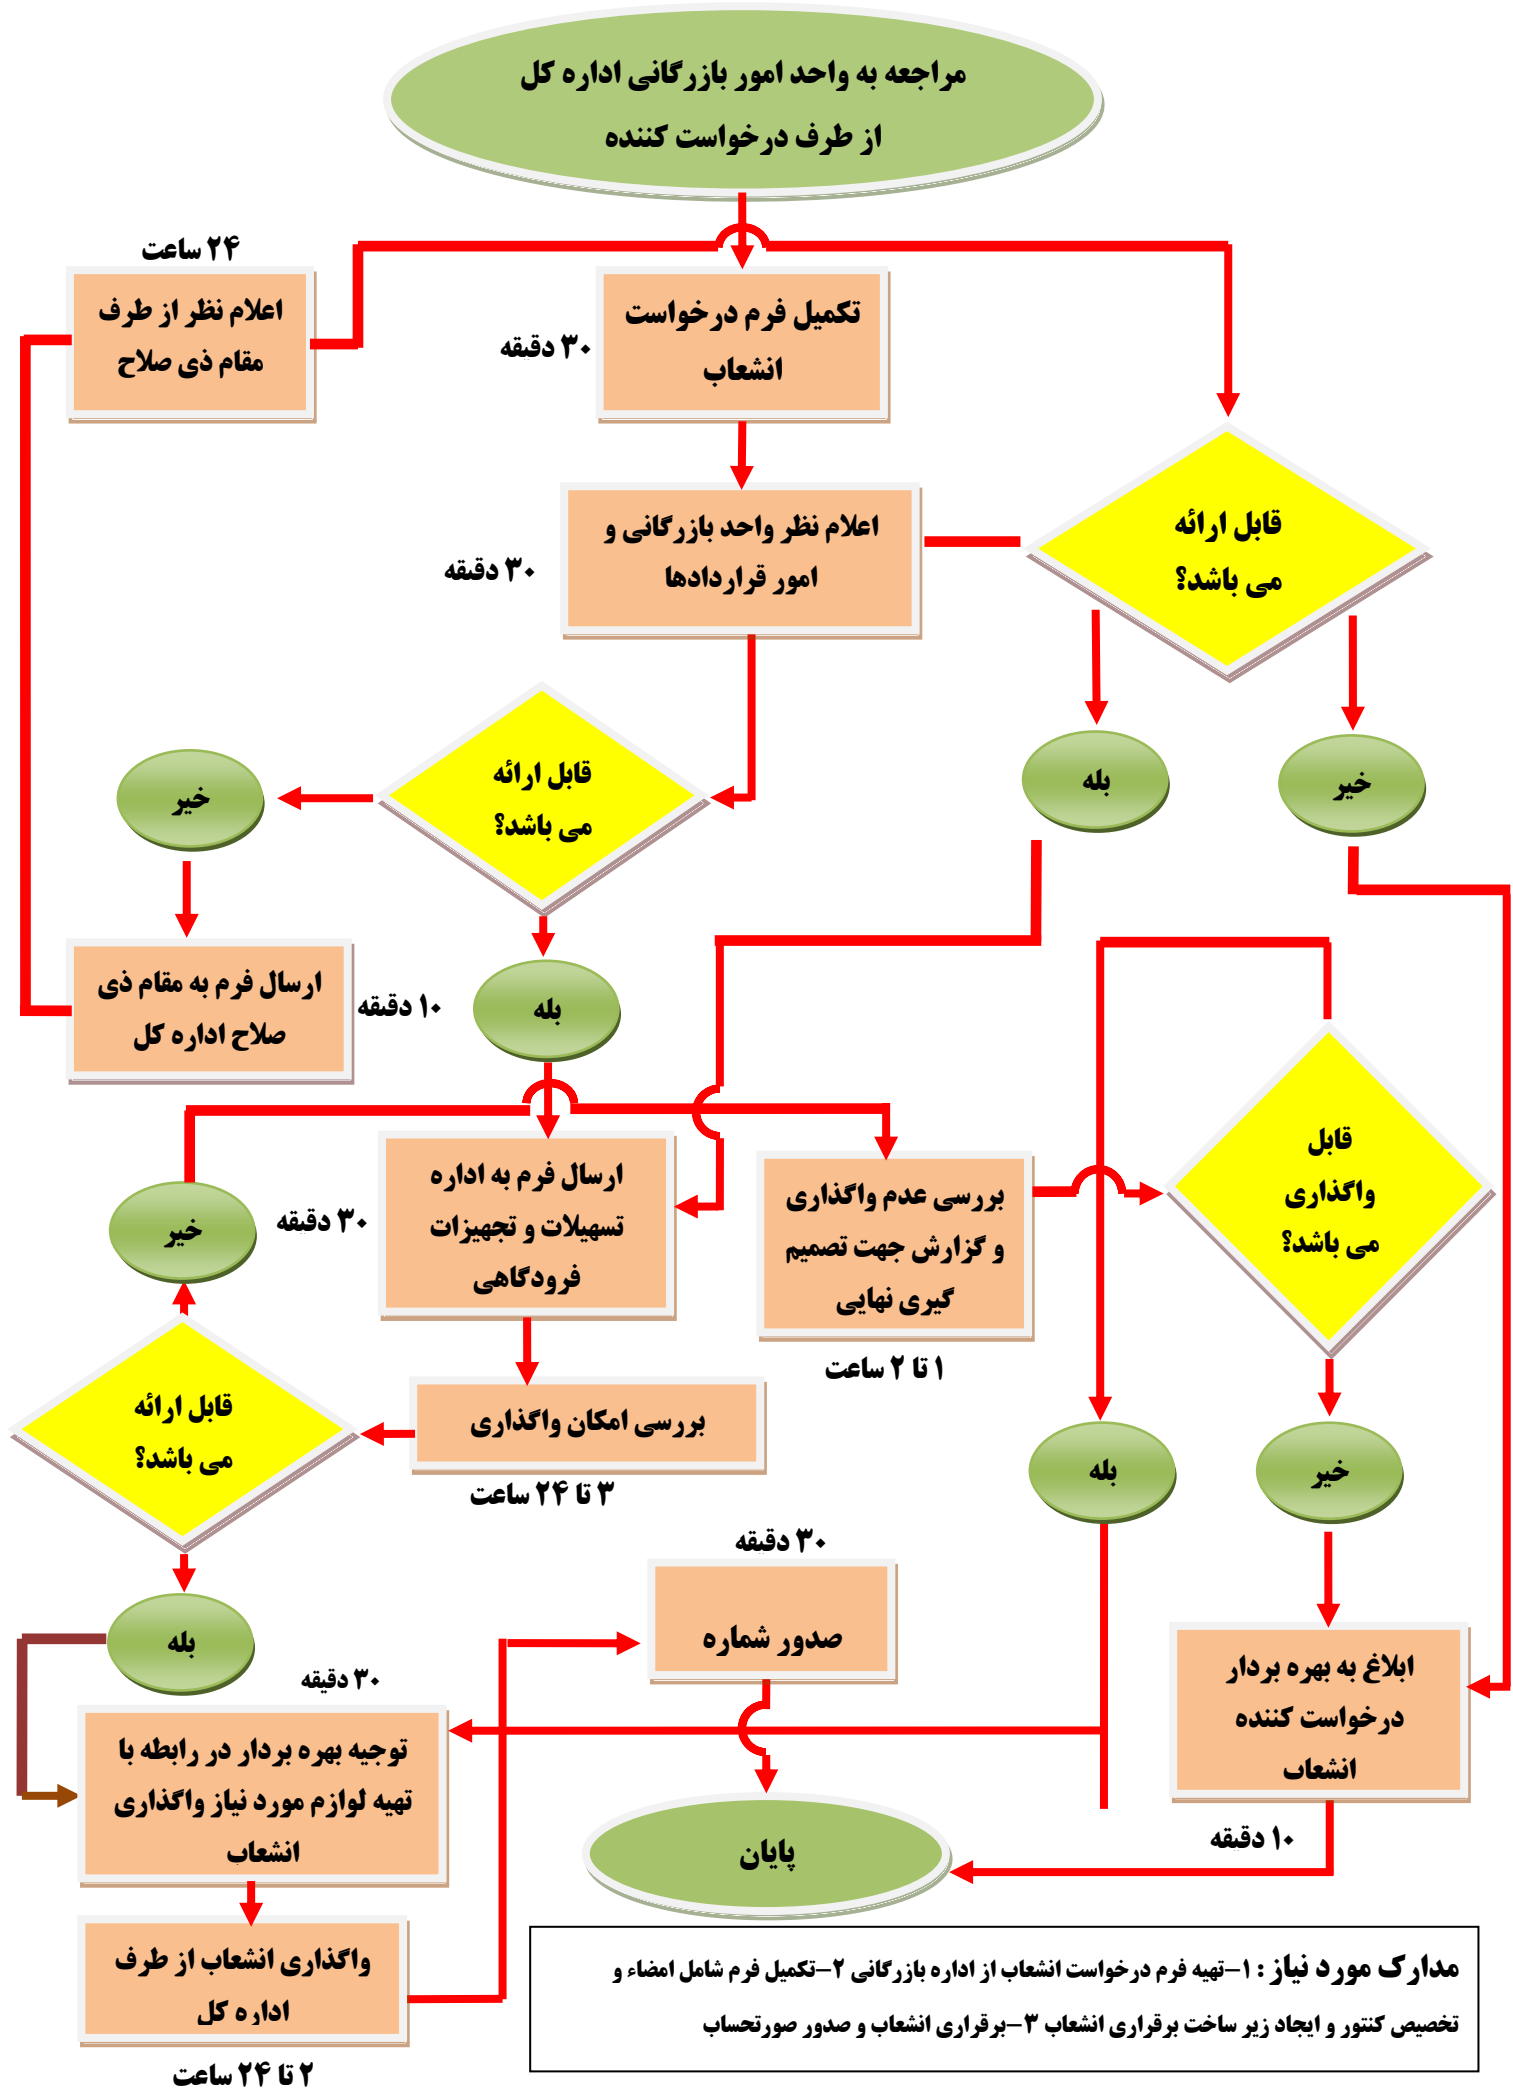 مراجعه به واحد امور بازرگانی اداره کل
از طرف درخواست کننده
۲۴ ساعت
اعلام نظر از طرف
مقام ذی صلاح
تکمیل فرم درخواست
انشعاب
۳۰ دقیقه
قابل ارائه
می باشد؟
اعلام نظر واحد بازرگانی و
امور قراردادها
۳۰ دقیقه
بله
خیر
قابل ارائه
می باشد؟
خیر
ارسال فرم به مقام ذی
صلاح اداره کل
۱۰ دقیقه
بله
قابل
واگذاری
می باشد؟
ارسال فرم به اداره
تسهیلات و تجهیزات
فرودگاهی
۳۰ دقیقه
بررسی عدم واگذاری
و گزارش جهت تصمیم
گیری نهایی
۱ تا ۲ ساعت
خیر
قابل ارائه
می باشد؟
بررسی امکان واگذاری
۳ تا ۲۴ ساعت
بله
خیر
۳۰ دقیقه
صدور شماره
بله
۳۰ دقیقه
توجیه بهره بردار در رابطه با
تهیه لوازم مورد نیاز واگذاری
انشعاب
ابلاغ به بهره بردار
درخواست کننده
انشعاب
۱۰ دقیقه
پایان
واگذاری انشعاب از طرف
اداره کل
۲ تا ۲۴ ساعت
مدارک مورد نیاز : ۱–تهیه فرم درخواست انشعاب از اداره بازرگانی ۲–تکمیل فرم شامل امضاء و
تخصیص کنتور و ایجاد زیر ساخت برقراری انشعاب ۳–برقراری انشعاب و صدور صورتحساب